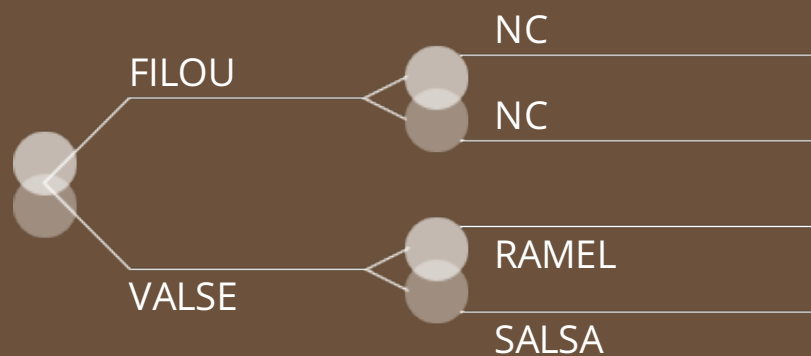 NC
FILOU
NC
RAMEL
VALSE
SALSA